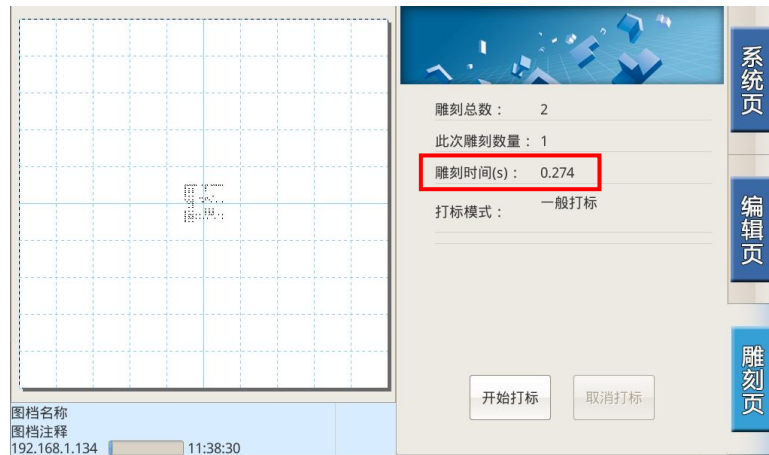 雕刻总数： 2
此次雕刻数量： 1
雕刻时间(s)： 0.274
打标模式： 一般打标
开始打标
取消打标
系统页
编辑页
雕刻页
图档名称
图档注释
192.168.1.134 11:38:30